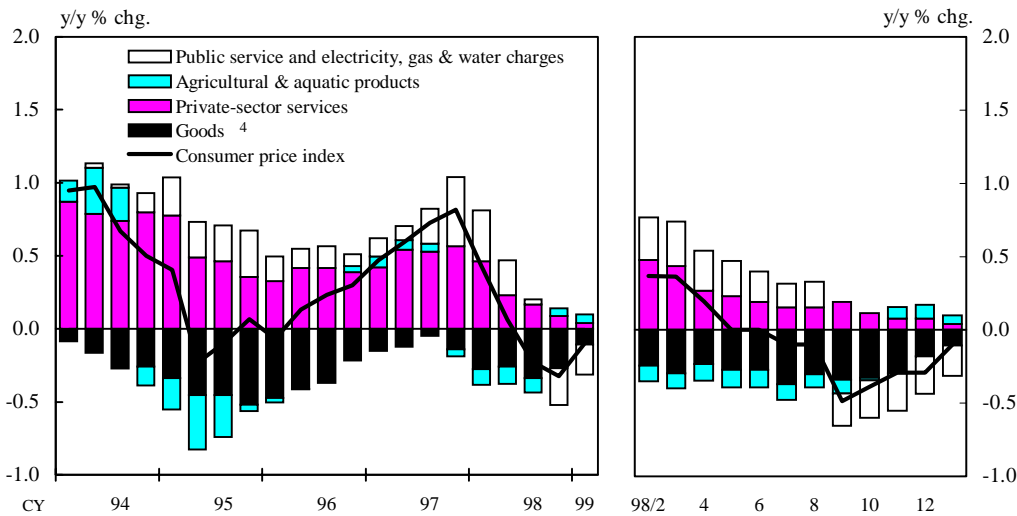 y/y % chg.
y/y % chg.
2.0
2.0
Public service and electricity, gas & water charges
Agricultural & aquatic products
1.5
1.5
Private-sector services
Goods 4
Consumer price index
1.0
1.0
0.5
0.5
0.0
0.0
-0.5
-0.5
-1.0
-1.0
CY 94 95 96 97 98 99
98/2 4 6 8 10 12